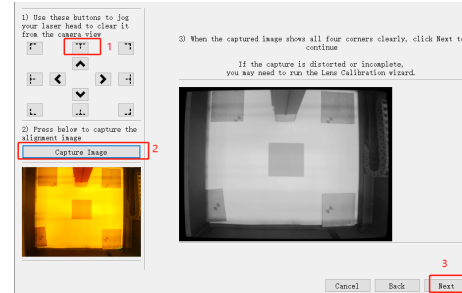 1) Use these buttons to jog
your laser head to clear it
from the camera view
1
2) Press below to capture the
alignment image
Capture Image
2
3) When the captured image shows all four corners clearly, click Next to
continue
If the captured is distorted or incomplete,
you may need to run the Lens Calibration wizard.
3
Cancel
Back
Next